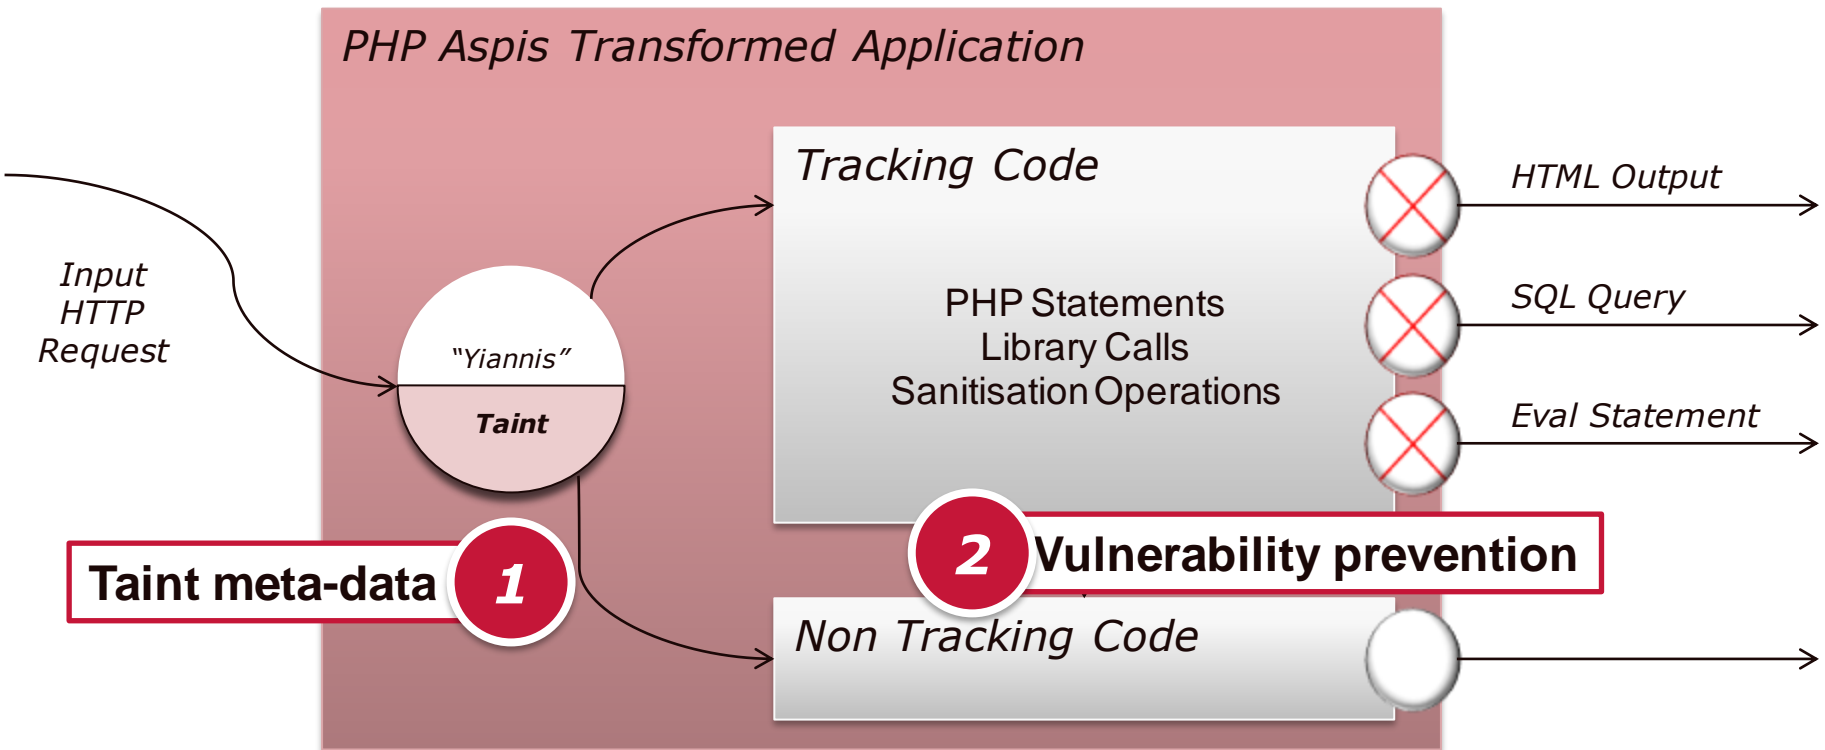 PHP Aspis Transformed Application
Tracking Code
HTML Output
Input
HTTP
Request
PHP Statements
Library Calls
Sanitisation Operations
SQL Query
“Yiannis”
Taint
Eval Statement
Taint meta-data
1
2
Vulnerability prevention
Non Tracking Code